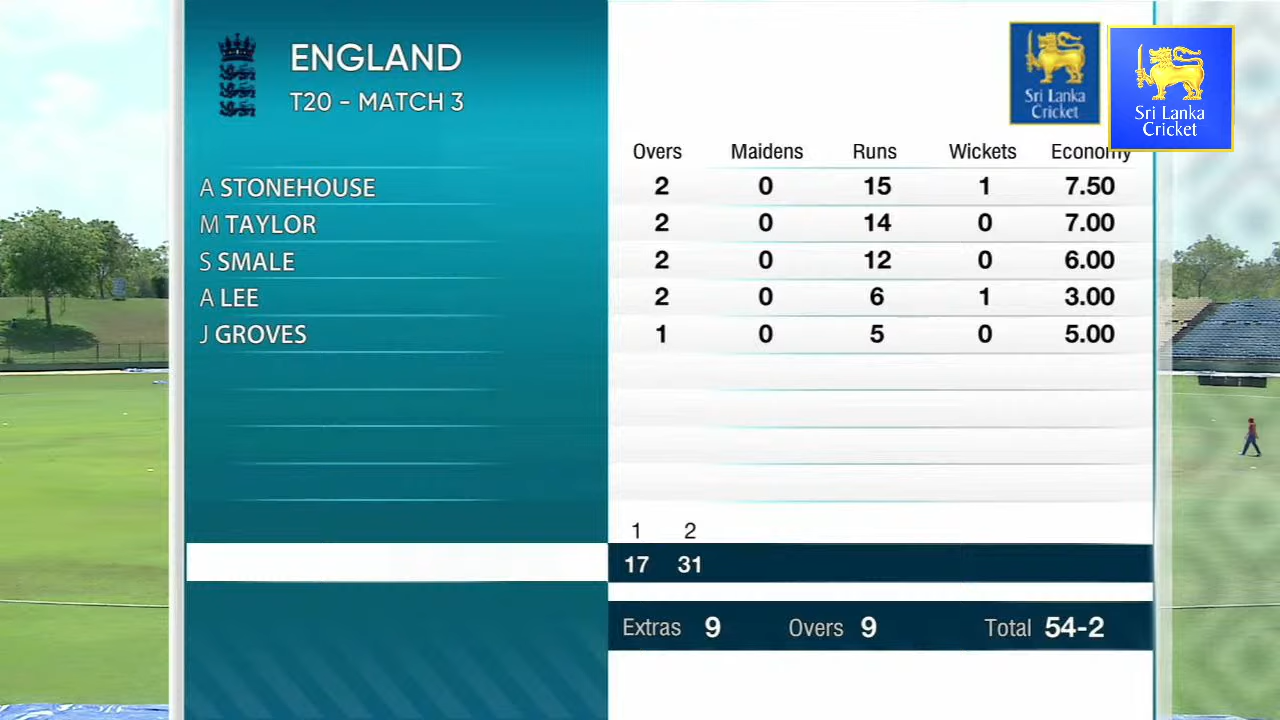 ENGLAND
T20 - MATCH 3
Sri Lanka
Cricket
Sri Lanka
Cricket
Overs Maidens Runs Wickets Economy
A STONEHOUSE 2 0 15 1 7.50
M TAYLOR 2 0 14 0 7.00
S SMALE 2 0 12 0 6.00
A LEE 2 0 6 1 3.00
J GROVES 1 0 5 0 5.00
1 2
17 31
Extras 9 Overs 9 Total 54-2